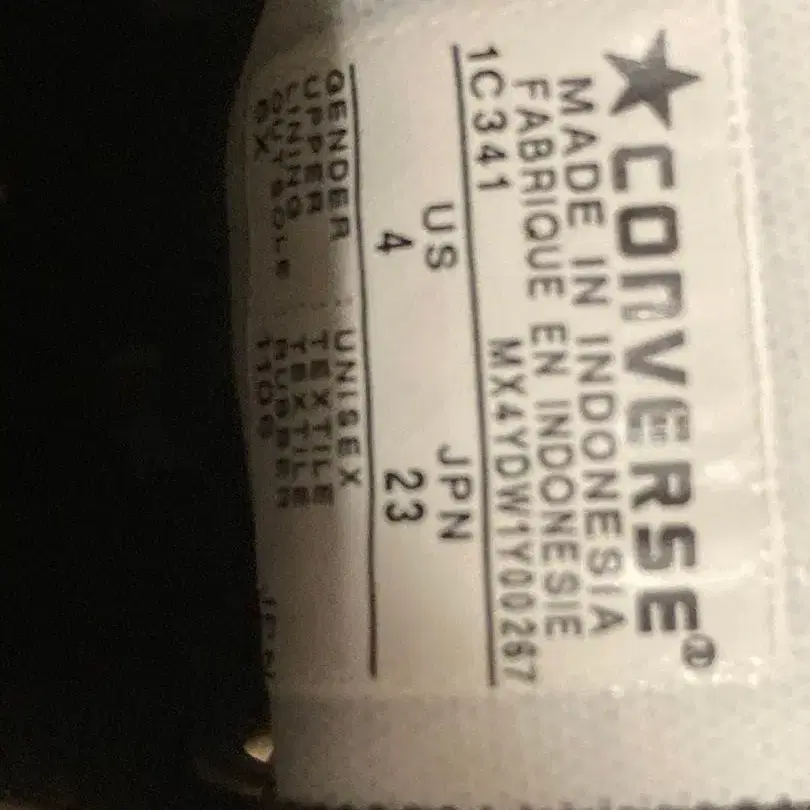 ★CONVERSE®
MADE IN INDONESIA
FABRIQUE EN INDONESIE
1C341 MX4YDW1Y00267
US JPN
4 23
GENDER : UNISEX
UPPER : TEXTILE
LINING : TEXTILE
OUTSOLE : RUBBER